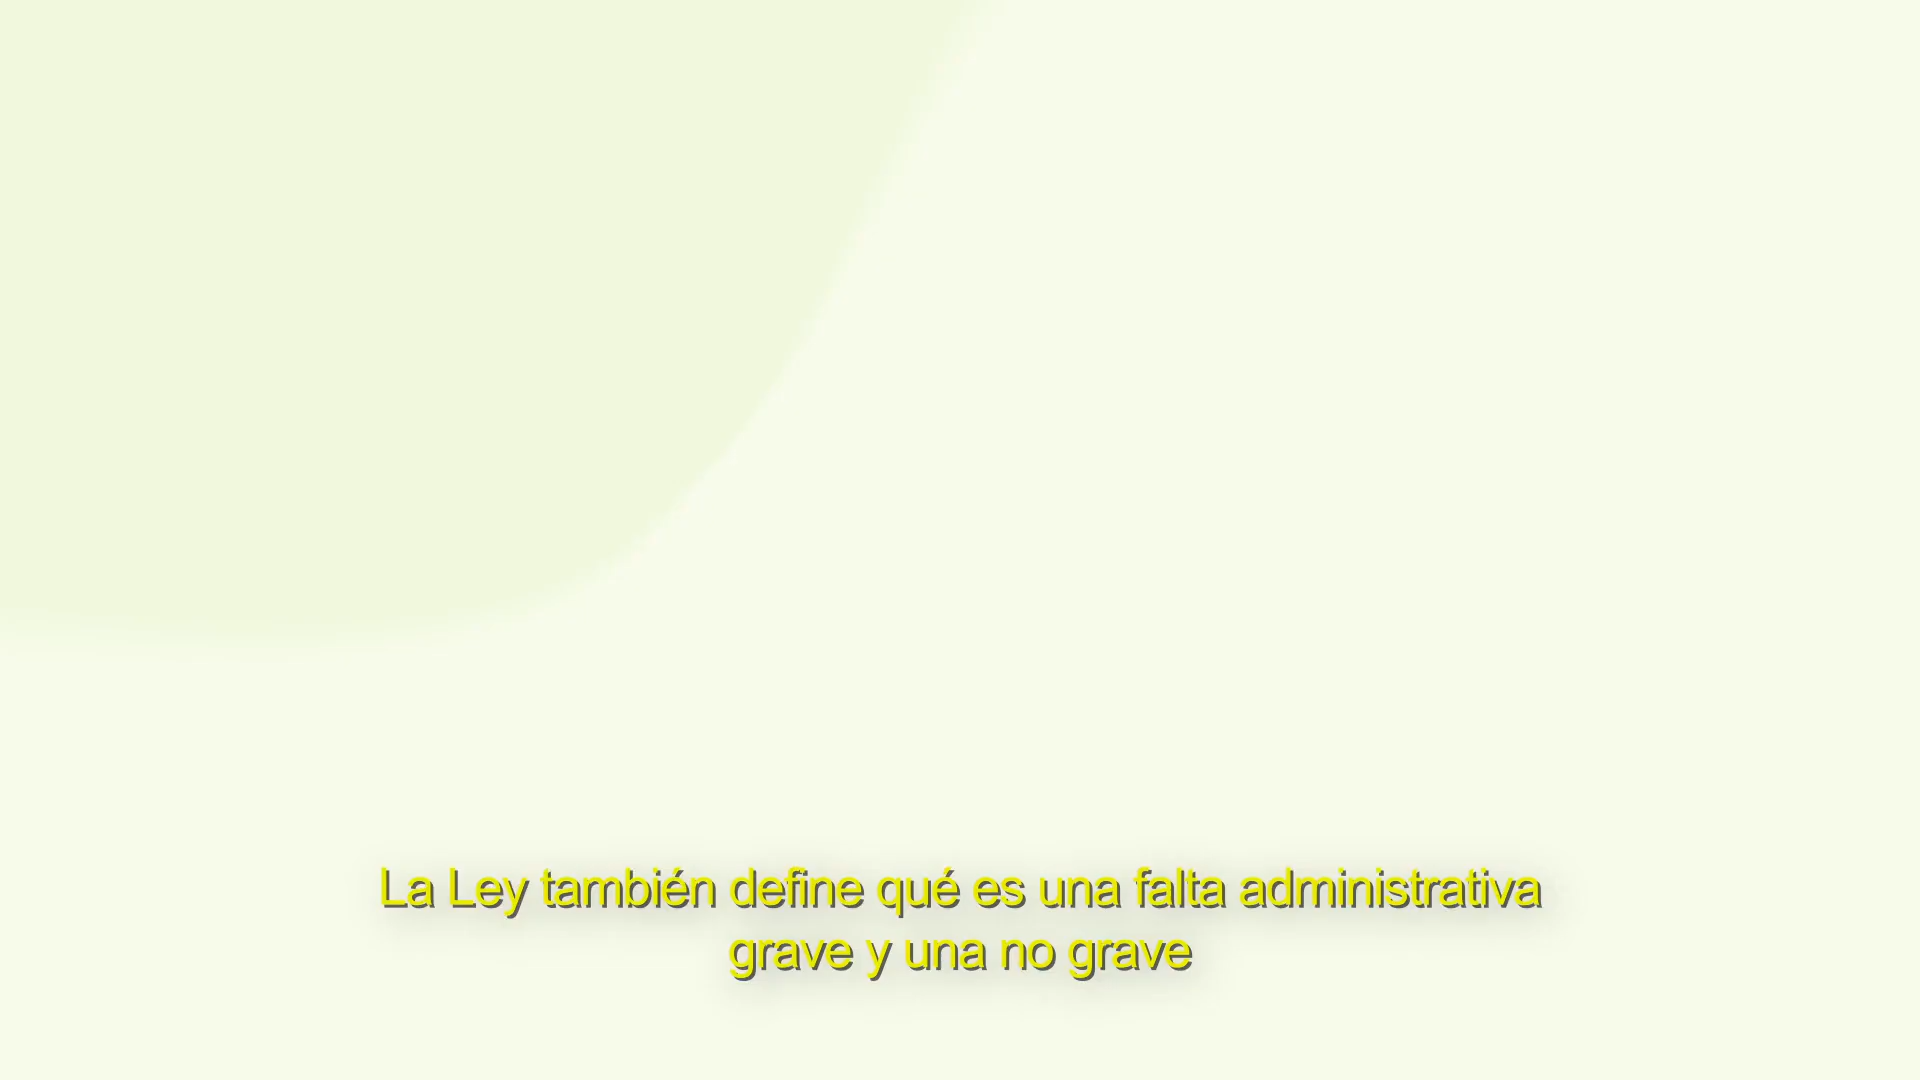 La Ley también define qué es una falta administrativa
grave y una no grave